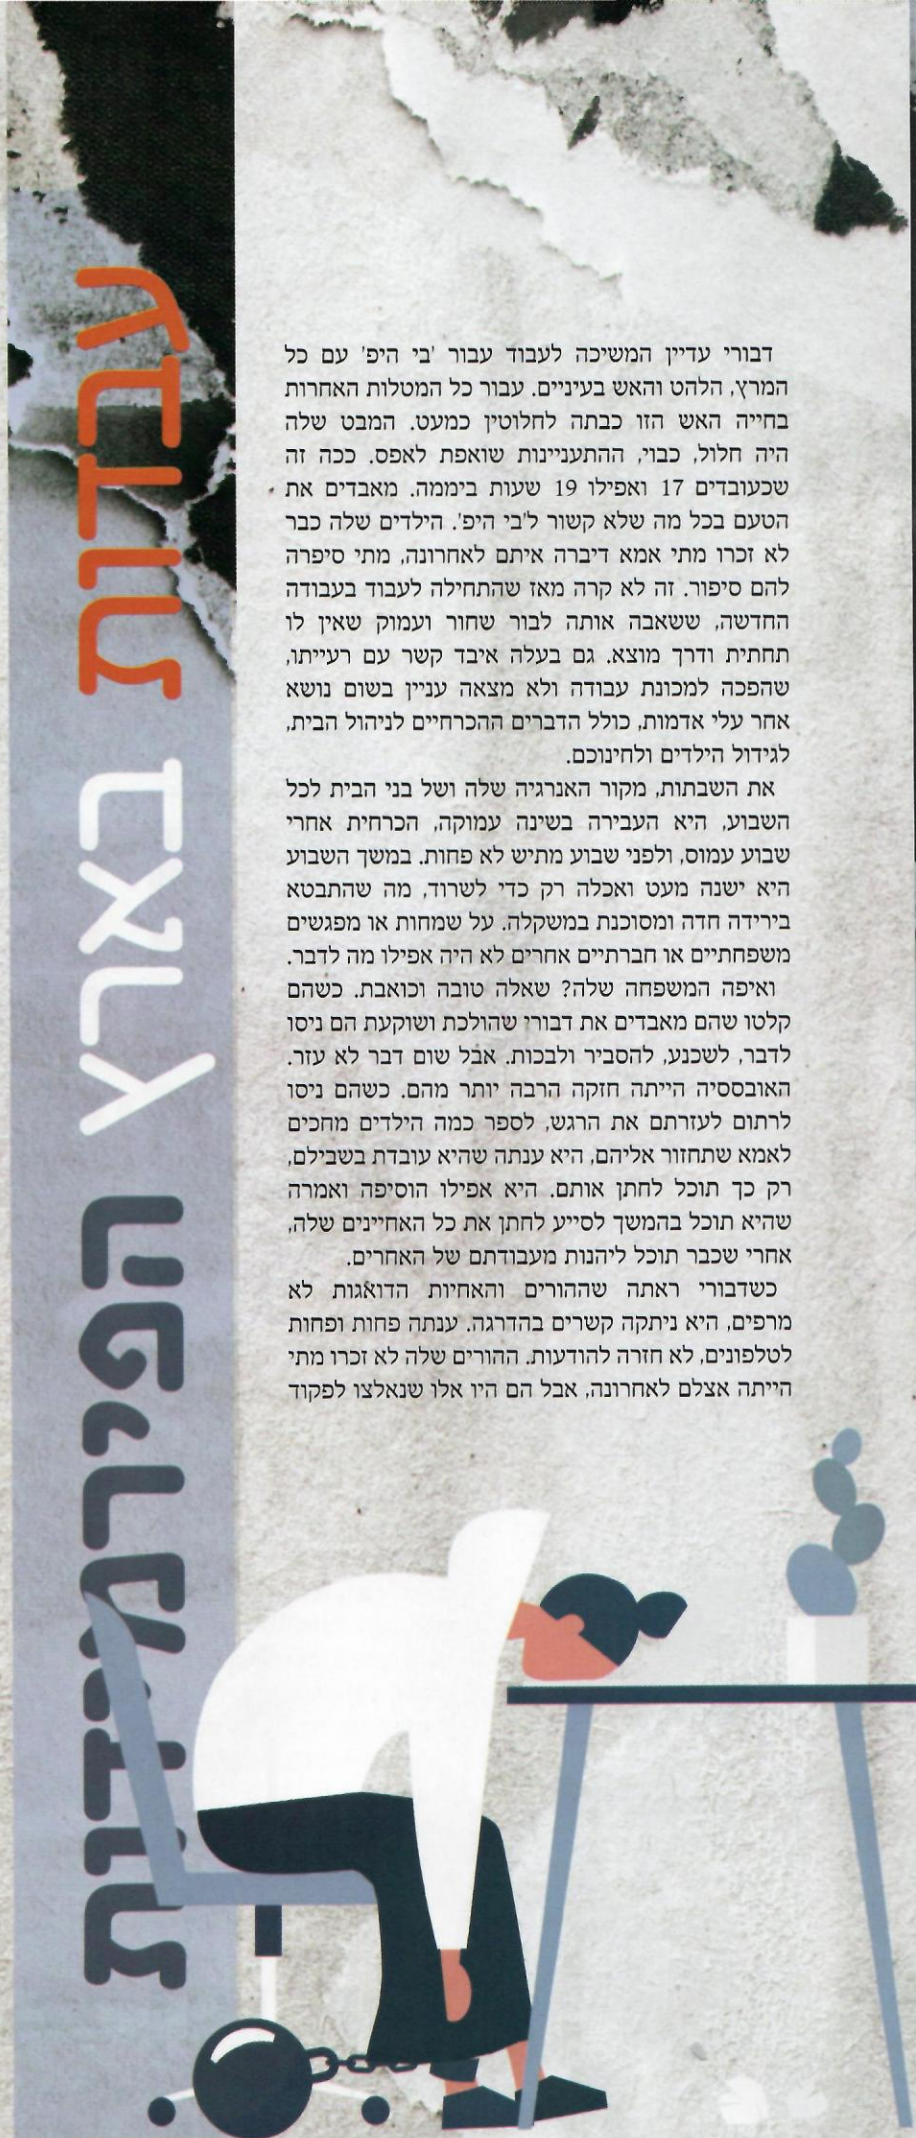 עבדות בארץ הפירמידות
דבורי עדיין המשיכה לעבוד עבור 'בי היפ' עם כל
המרץ, הלהט והאש בעיניים. עבור כל המטלות האחרות
בחייה האש הזו כבתה לחלוטין כמעט. המבט שלה
היה חלול, כבוי, ההתעניינות שואפת לאפס. ככה זה
שכעובדים 17 ואפילו 19 שעות ביממה. מאבדים את
הטעם בכל מה שלא קשור ל'בי היפ'. הילדים שלה כבר
לא זכרו מתי אמא דיברה איתם לאחרונה, מתי סיפרה
להם סיפור. זה לא קרה מאז שהתחילה לעבוד בעבודה
החדשה, ששאבה אותה לבור שחור ועמוק שאין לו
תחתית ודרך מוצא. גם בעלה איבד קשר עם רעייתו,
שהפכה למכונת עבודה ולא מצאה עניין בשום נושא
אחר עלי אדמות, כולל הדברים ההכרחיים לניהול הבית,
לגידול הילדים ולחינוכם.
את השבתות, מקור האנרגיה שלה ושל בני הבית לכל
השבוע, היא העבירה בשינה עמוקה, הכרחית אחרי
שבוע עמוס, ולפני שבוע מתיש לא פחות. במשך השבוע
היא ישנה מעט ואכלה רק כדי לשרוד, מה שהתבטא
בירידה חדה ומסוכנת במשקלה. על שמחות או מפגשים
משפחתיים או חברתיים אחרים לא היה אפילו מה לדבר.
ואיפה המשפחה שלה? שאלה טובה וכואבת. כשהם
קלטו שהם מאבדים את דבורי שהולכת ושוקעת הם ניסו
לדבר, לשכנע, להסביר ולבכות. אבל שום דבר לא עזר.
האובססיה הייתה חזקה הרבה יותר מהם. כשהם ניסו
לרתום לעזרתם את הרגש, לספר כמה הילדים מחכים
לאמא שתחזור אליהם, היא ענתה שהיא עובדת בשבילם,
רק כך תוכל לחתן אותם. היא אפילו הוסיפה ואמרה
שהיא תוכל בהמשך לסייע לחתן את כל האחיינים שלה,
אחרי שכבר תוכל ליהנות מעבודתם של האחרים.
כשדבורי ראתה שההורים והאחיות הדואגות לא
מרפים, היא ניתקה קשרים בהדרגה. ענתה פחות ופחות
לטלפונים, לא חזרה להודעות. ההורים שלה לא זכרו מתי
הייתה אצלם לאחרונה, אבל הם היו אלו שנאלצו לפקוד